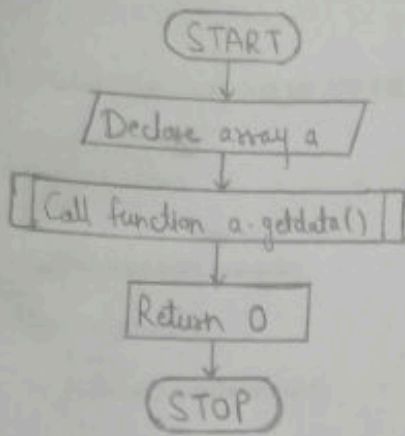 START
Declare array a
Call function a.getdata()
Return 0
STOP